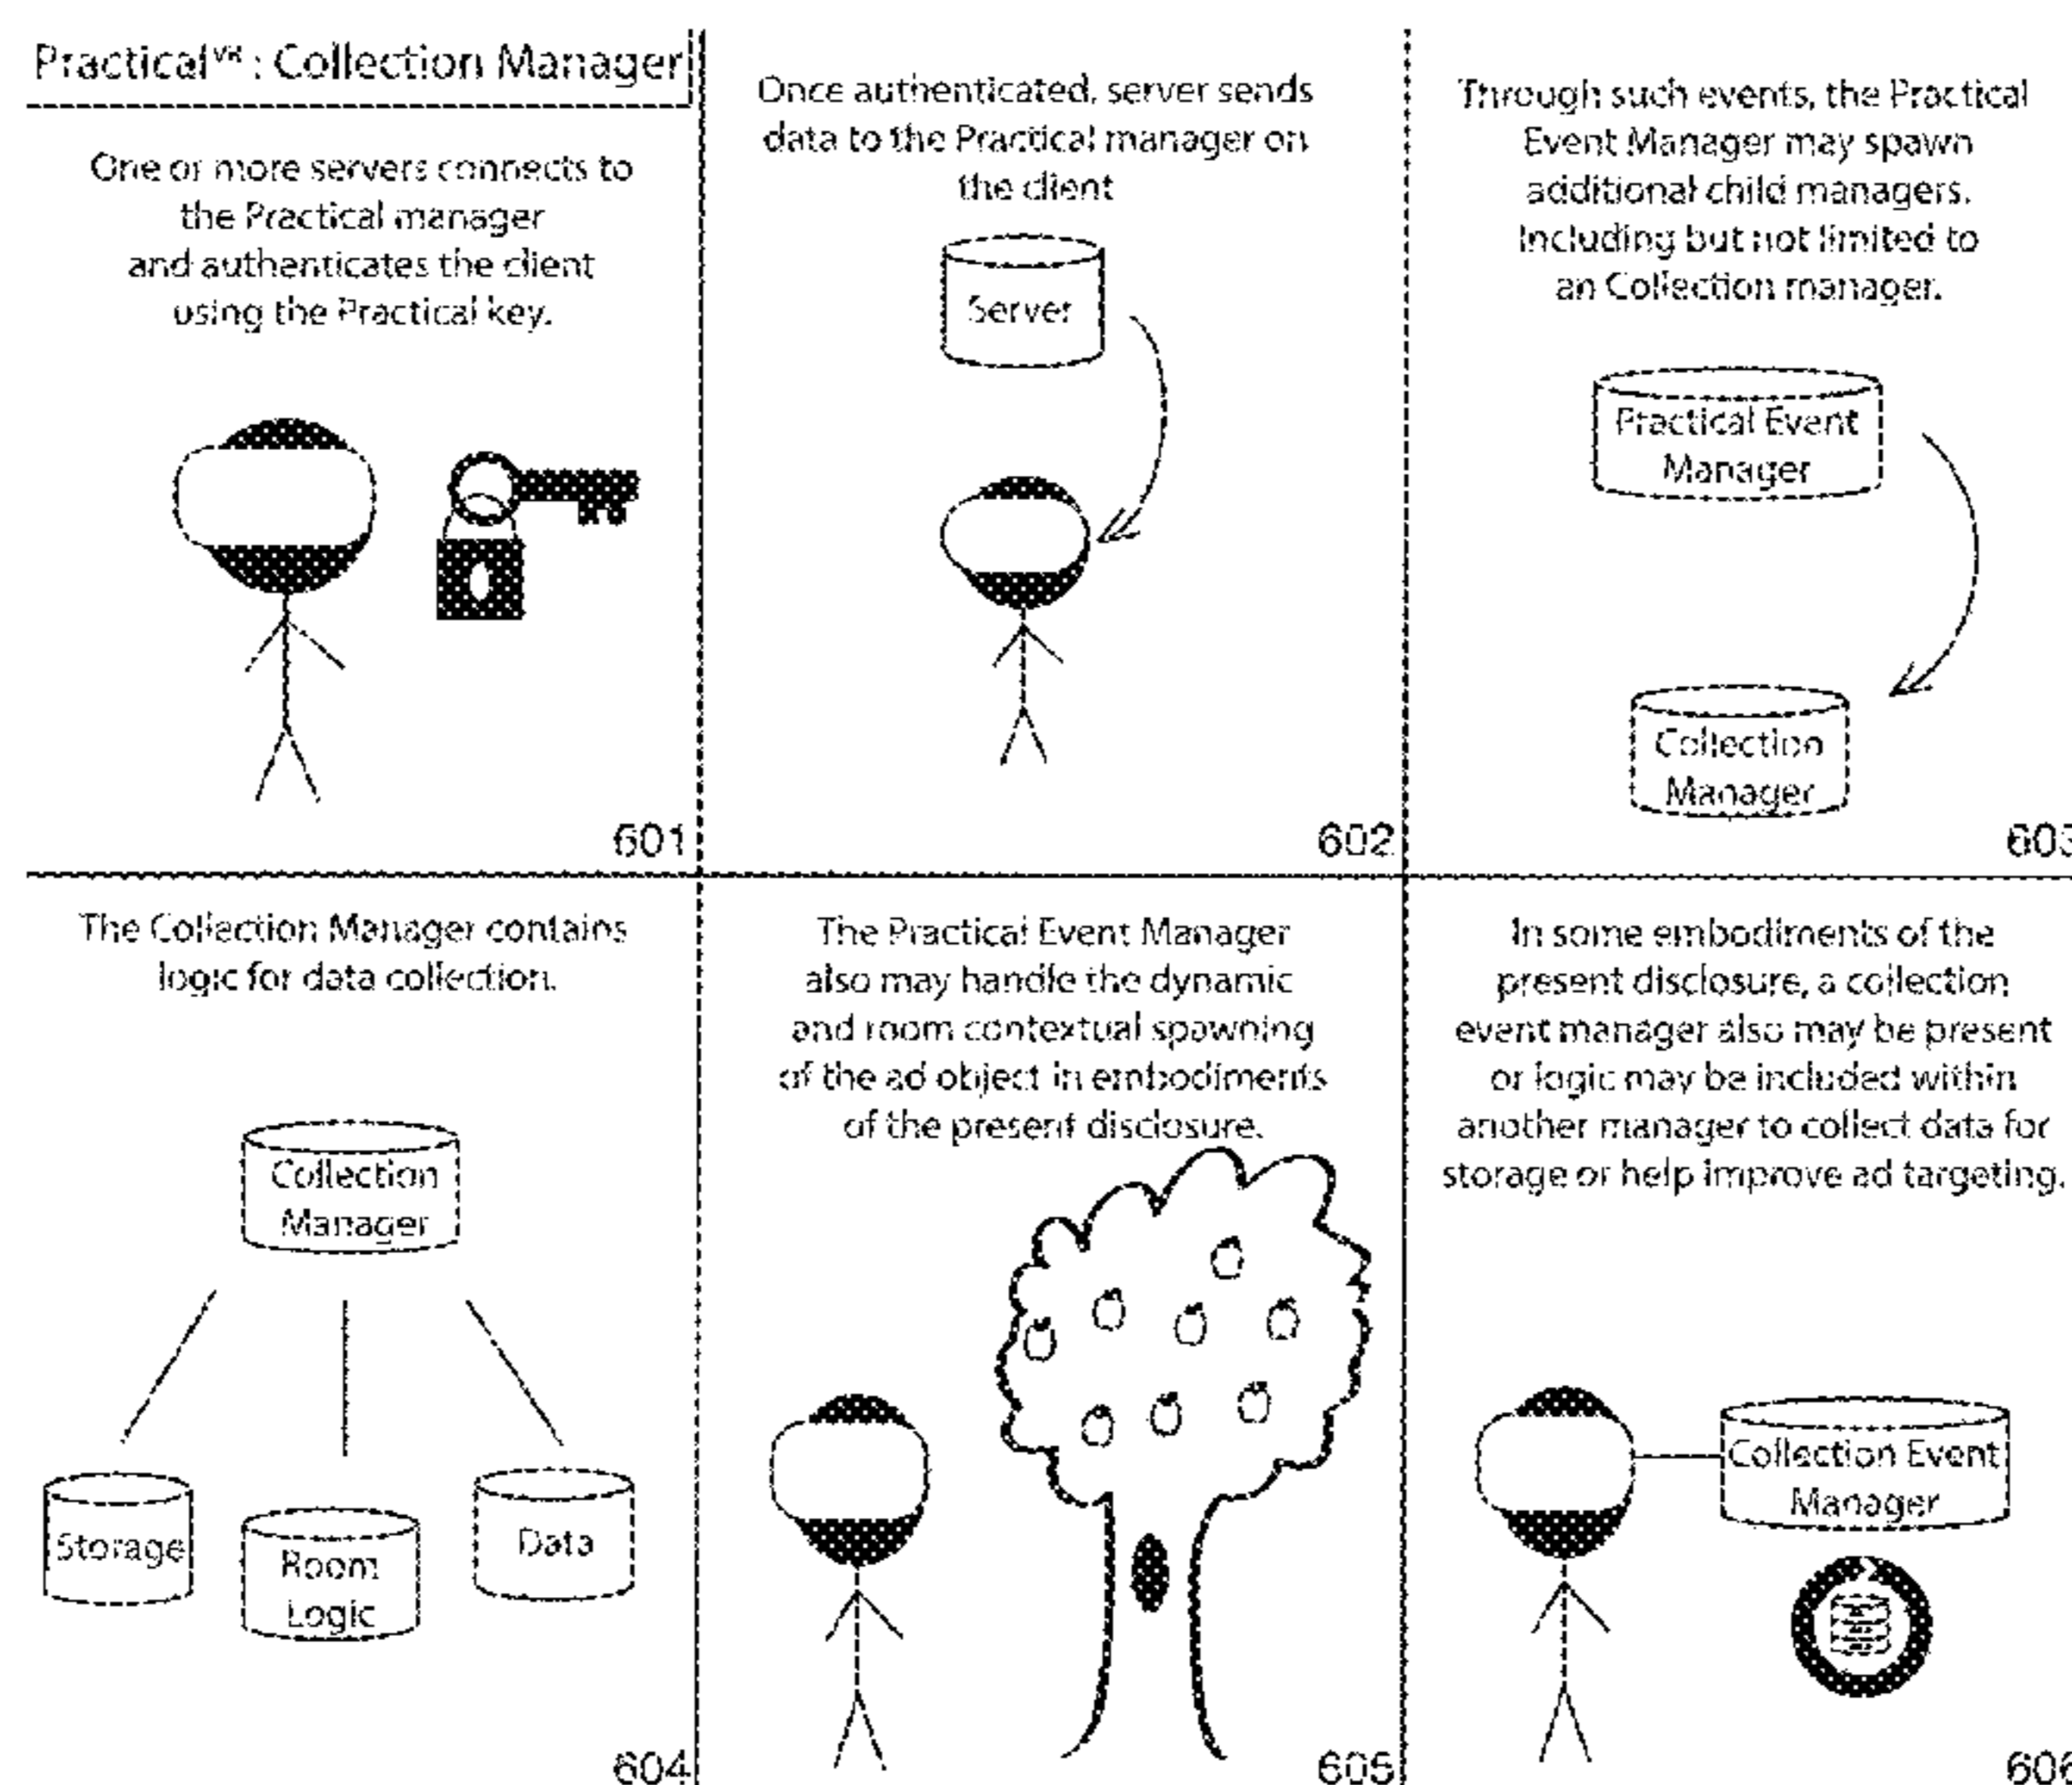 Practical VR : Collection Manager
One or more servers connects to
the Practical manager
and authenticates the client
using the Practical key.
601
Once authenticated, server sends
data to the Practical manager on
the client
Server
602
Through such events, the Practical
Event Manager may spawn
additional child managers.
Including but not limited to
an Collection manager.
Practical Event
Manager
Collection
Manager
603
The Collection Manager contains
logic for data collection.
Collection
Manager
Storage
Room
Logic
Data
604
The Practical Event Manager
also may handle the dynamic
and room contextual spawning
of the ad object in embodiments
of the present disclosure.
605
In some embodiments of the
present disclosure, a collection
event manager also may be present
or logic may be included within
another manager to collect data for
storage or help improve ad targeting.
Collection Event
Manager
606